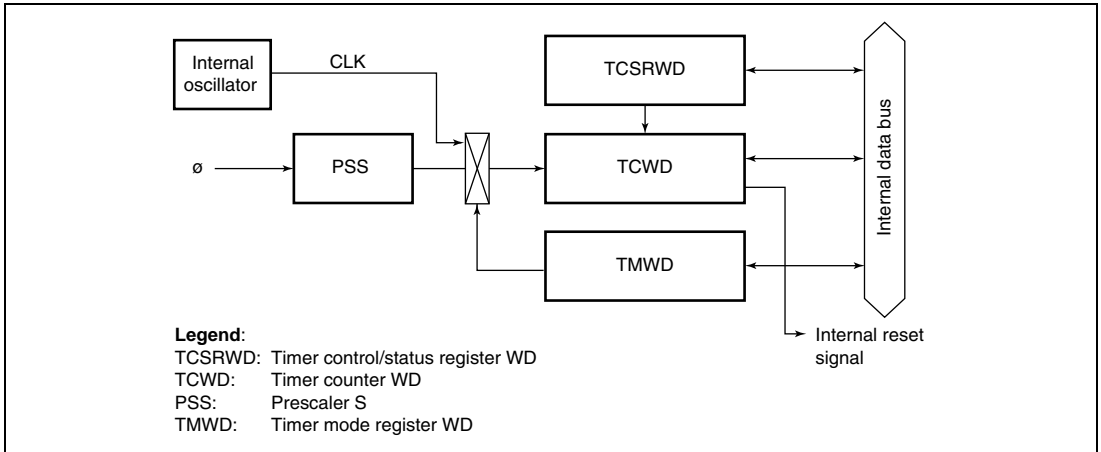 Internal
oscillator
CLK
TCSRWD
ø
PSS
TCWD
TMWD
Internal data bus
Internal reset
signal
Legend:
TCSRWD: Timer control/status register WD
TCWD: Timer counter WD
PSS: Prescaler S
TMWD: Timer mode register WD